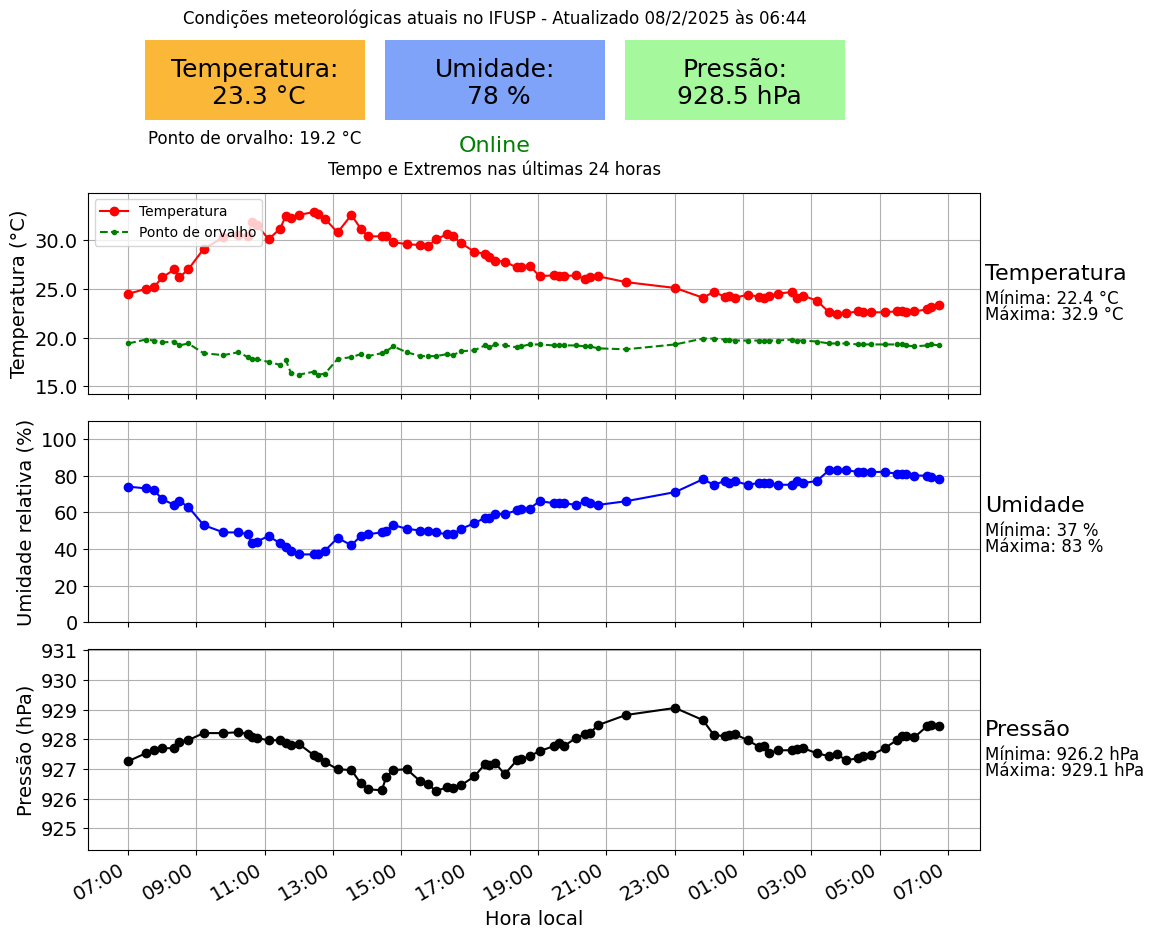 Condições meteorológicas atuais no IFUSP - Atualizado 08/2/2025 às 06:44
Temperatura:
23.3 °C
Umidade:
78 %
Pressão:
928.5 hPa
Ponto de orvalho: 19.2 °C
Online
Tempo e Extremos nas últimas 24 horas
Temperatura (°C)
30.0
25.0
20.0
15.0
Temperatura
Ponto de orvalho
Temperatura
Mínima: 22.4 °C
Máxima: 32.9 °C
Umidade relativa (%)
100
80
60
40
20
0
Umidade
Mínima: 37 %
Máxima: 83 %
Pressão (hPa)
931
930
929
928
927
926
925
Pressão
Mínima: 926.2 hPa
Máxima: 929.1 hPa
07:00
09:00
11:00
13:00
15:00
17:00
19:00
21:00
23:00
01:00
03:00
05:00
07:00
Hora local